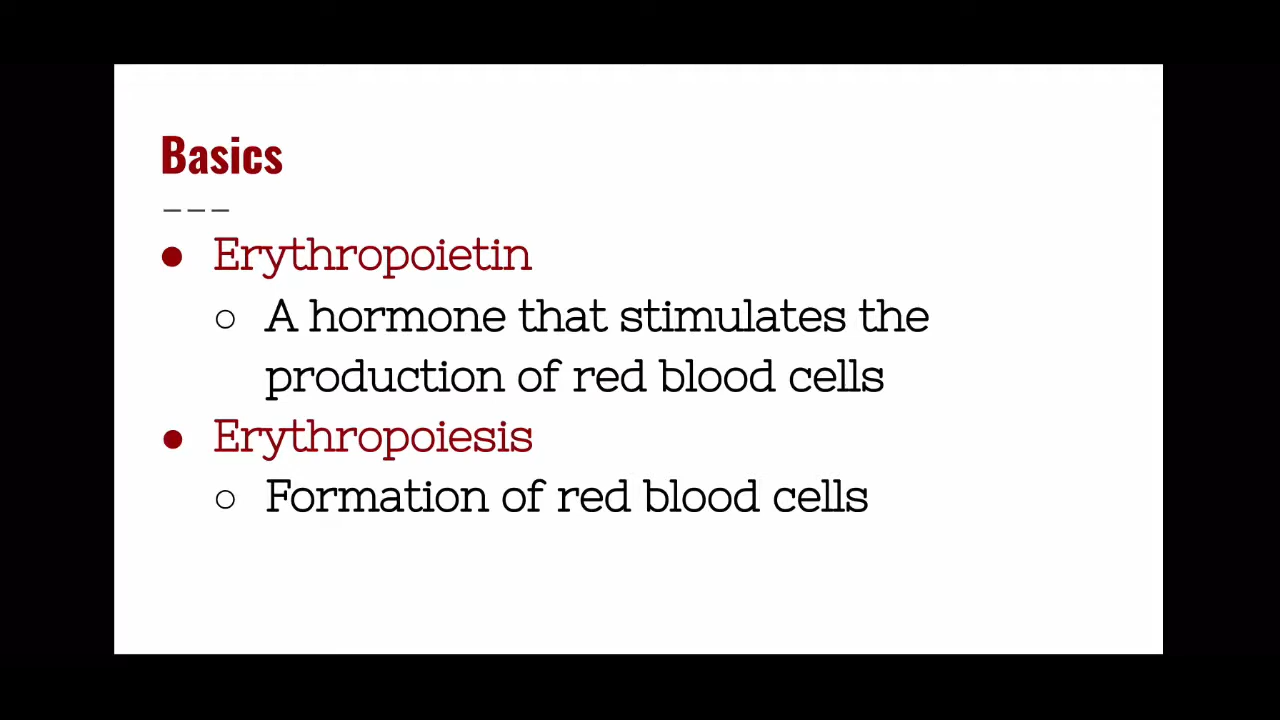 Basics
---
● Erythropoietin
○ A hormone that stimulates the
production of red blood cells
● Erythropoiesis
○ Formation of red blood cells